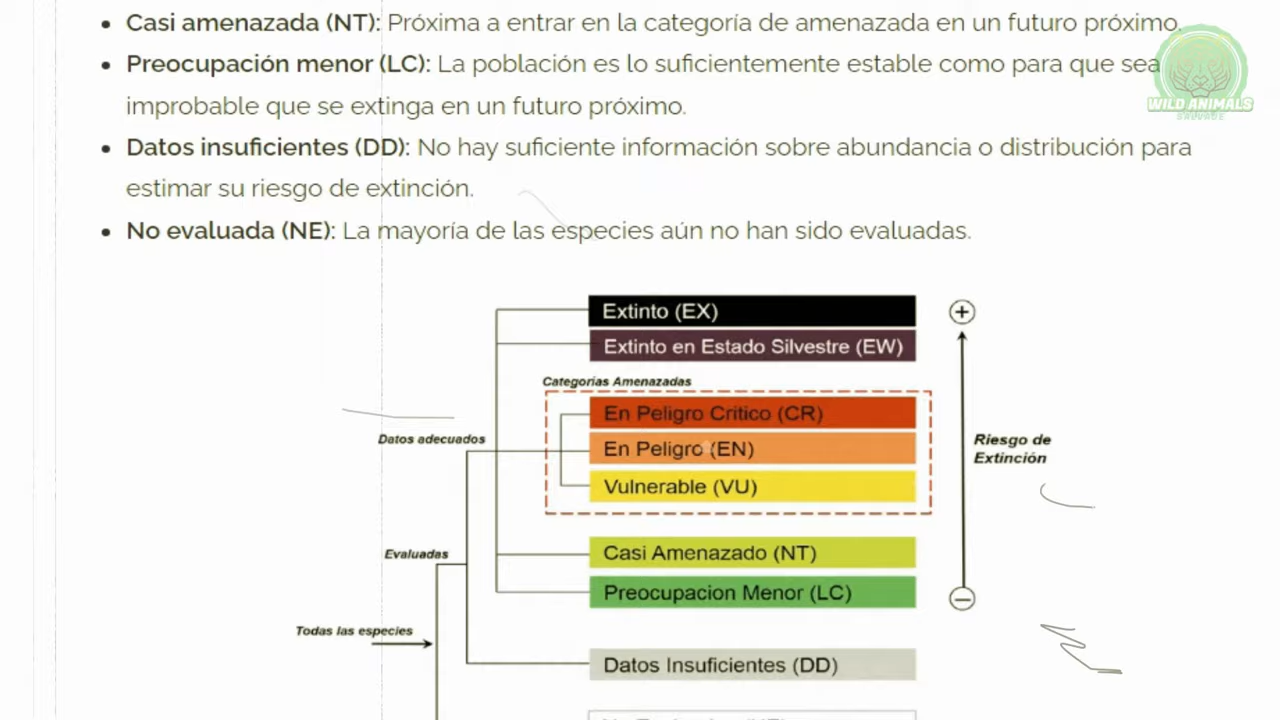 Casi amenazada (NT): Próxima a entrar en la categoría de amenazada en un futuro próximo.
Preocupación menor (LC): La población es lo suficientemente estable como para que sea
improbable que se extinga en un futuro próximo.
Datos insuficientes (DD): No hay suficiente información sobre abundancia o distribución para
estimar su riesgo de extinción.
No evaluada (NE): La mayoría de las especies aún no han sido evaluadas.
WILD ANIMALS
SAUVAGE
Extinto (EX)
Extinto en Estado Silvestre (EW)
Categorías Amenazadas
En Peligro Critico (CR)
Datos adecuados
En Peligro (EN)
Riesgo de
Extinción
Vulnerable (VU)
Evaluadas
Casi Amenazado (NT)
Preocupacion Menor (LC)
Todas las especies
Datos Insuficientes (DD)